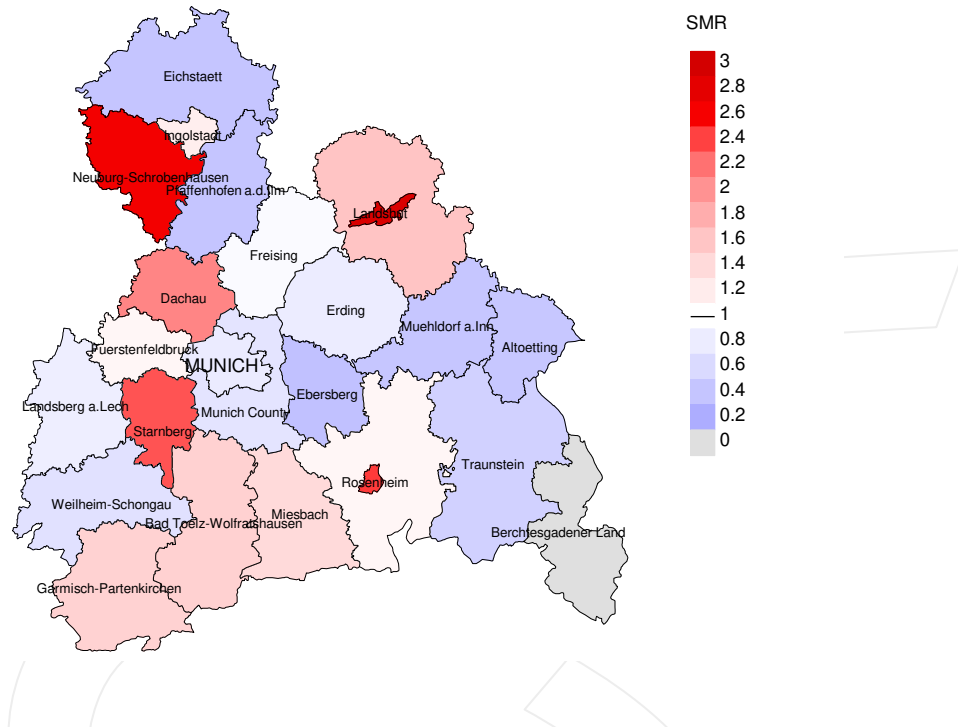 SMR
3
2.8
2.6
2.4
2.2
2
1.8
1.6
1.4
1.2
1
0.8
0.6
0.4
0.2
0
Eichstaett
Ingolstadt
Neuburg-Schrobenhausen
Pfaffenhofen a.d.Ilm
Landshut
Freising
Dachau
Erding
Muehldorf a.Inn
Altoetting
Fuerstenfeldbruck
MUNICH
Ebersberg
Landsberg a.Lech
Munich County
Starnberg
Traunstein
Rosenheim
Weilheim-Schongau
Miesbach
Bad Toelz-Wolfratshausen
Berchtesgadener Land
Garmisch-Partenkirchen